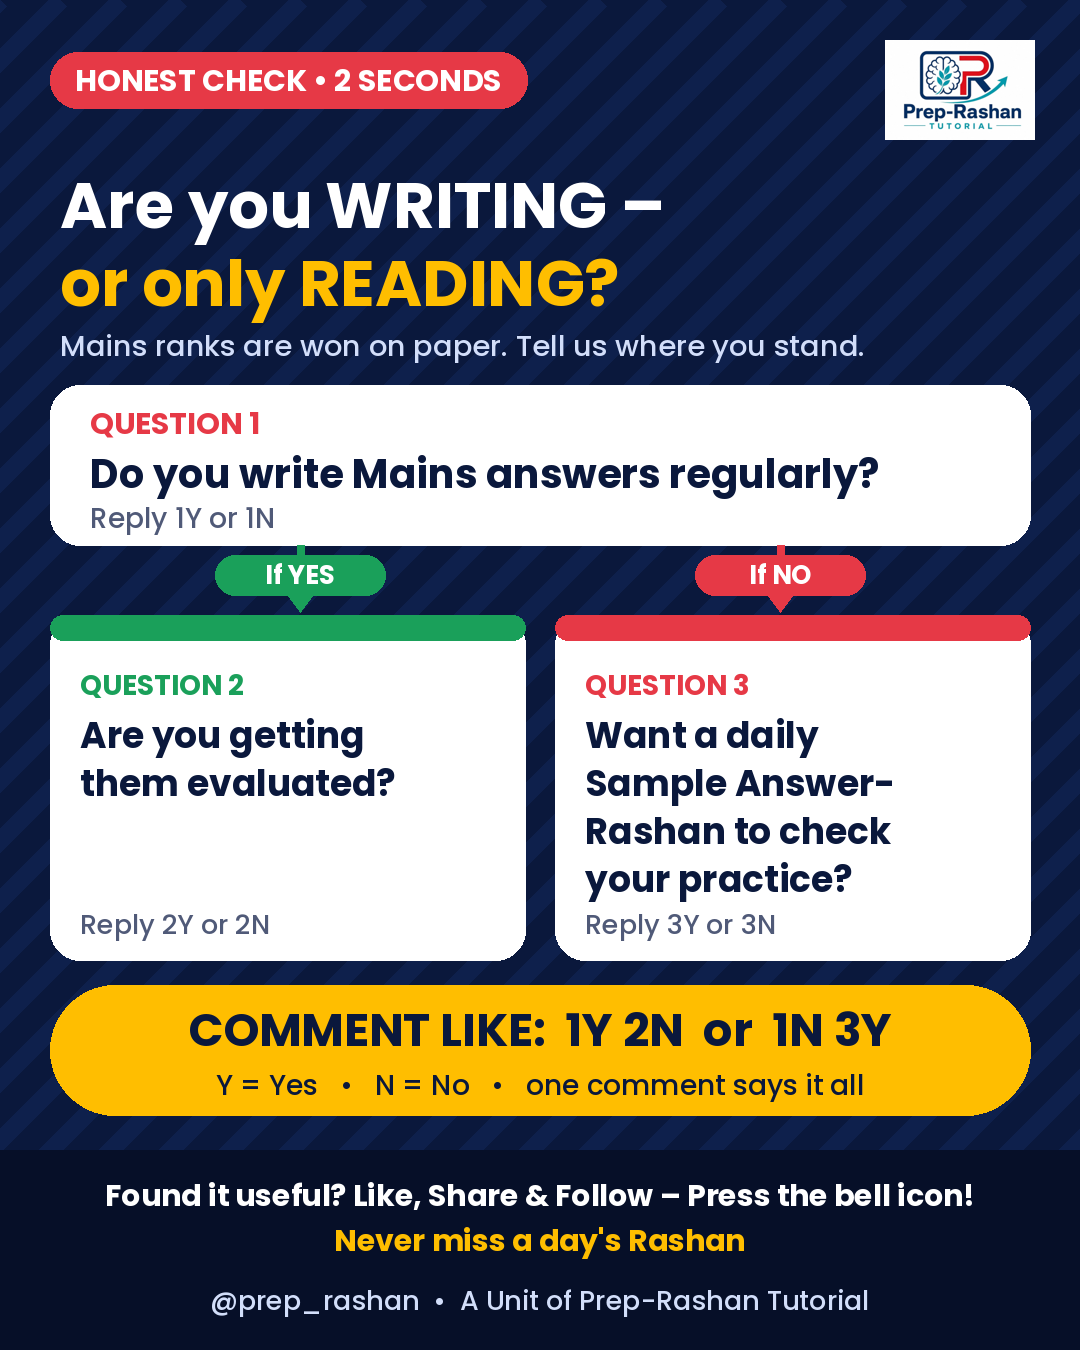 HONEST CHECK • 2 SECONDS
PR
Prep-Rashan
TUTORIAL
Are you WRITING –
or only READING?
Mains ranks are won on paper. Tell us where you stand.
QUESTION 1
Do you write Mains answers regularly?
Reply 1Y or 1N
If YES
If NO
QUESTION 2
Are you getting
them evaluated?
Reply 2Y or 2N
QUESTION 3
Want a daily
Sample Answer-
Rashan to check
your practice?
Reply 3Y or 3N
COMMENT LIKE: 1Y 2N or 1N 3Y
Y = Yes • N = No • one comment says it all
Found it useful? Like, Share & Follow – Press the bell icon!
Never miss a day's Rashan
@prep_rashan • A Unit of Prep-Rashan Tutorial